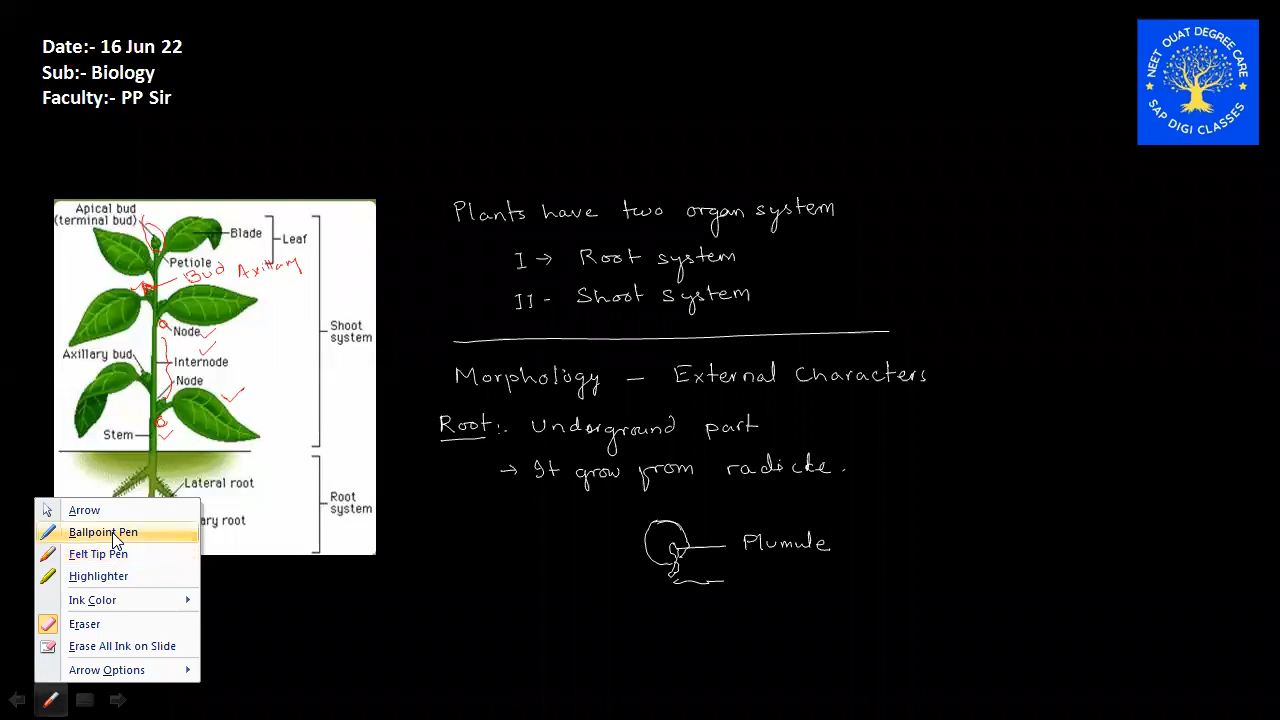 Date:- 16 Jun 22
Sub:- Biology
Faculty:- PP Sir
NEET OUAT DEGREE CARE
SAP DIGI CLASSES
Apical bud
(terminal bud)
Blade
Leaf
Petiole
Bud Axillary
Node
Shoot
system
Axillary bud
Internode
Node
Stem
Lateral root
Root
system
ary root
Plants have two organ system
I → Root system
II - Shoot system
Morphology - External Characters
Root:- Underground part
→ It grow from radicle.
Plumule
Arrow
Ballpoint Pen
Felt Tip Pen
Highlighter
Ink Color
Eraser
Erase All Ink on Slide
Arrow Options